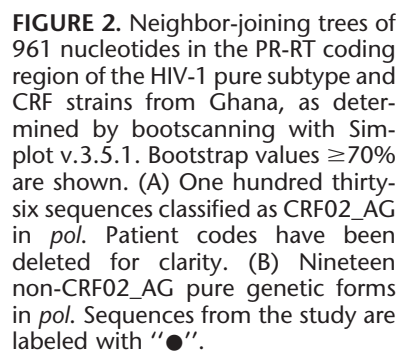 FIGURE 2. Neighbor-joining trees of
961 nucleotides in the PR-RT coding
region of the HIV-1 pure subtype and
CRF strains from Ghana, as deter-
mined by bootscanning with Sim-
plot v.3.5.1. Bootstrap values ≥70%
are shown. (A) One hundred thirty-
six sequences classified as CRF02_AG
in pol. Patient codes have been
deleted for clarity. (B) Nineteen
non-CRF02_AG pure genetic forms
in pol. Sequences from the study are
labeled with ‘‘●’’.